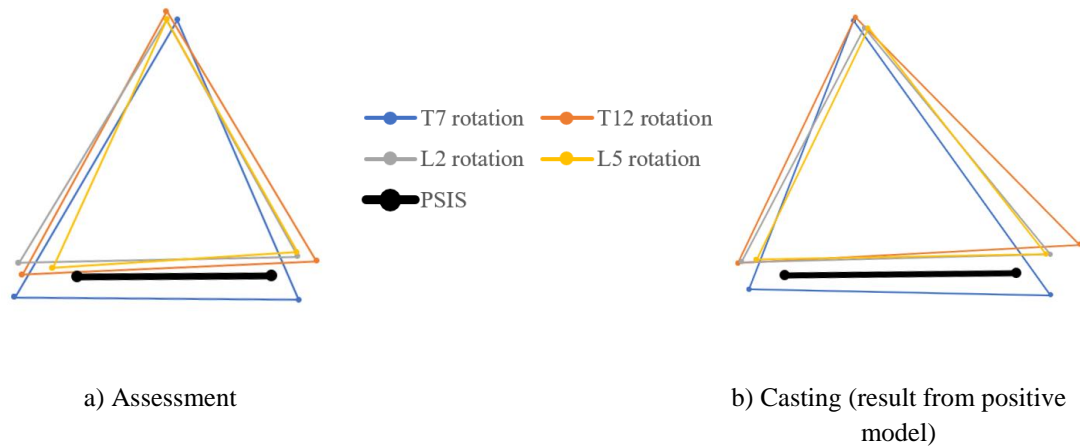 T7 rotation T12 rotation
L2 rotation L5 rotation
PSIS
a) Assessment
b) Casting (result from positive
model)